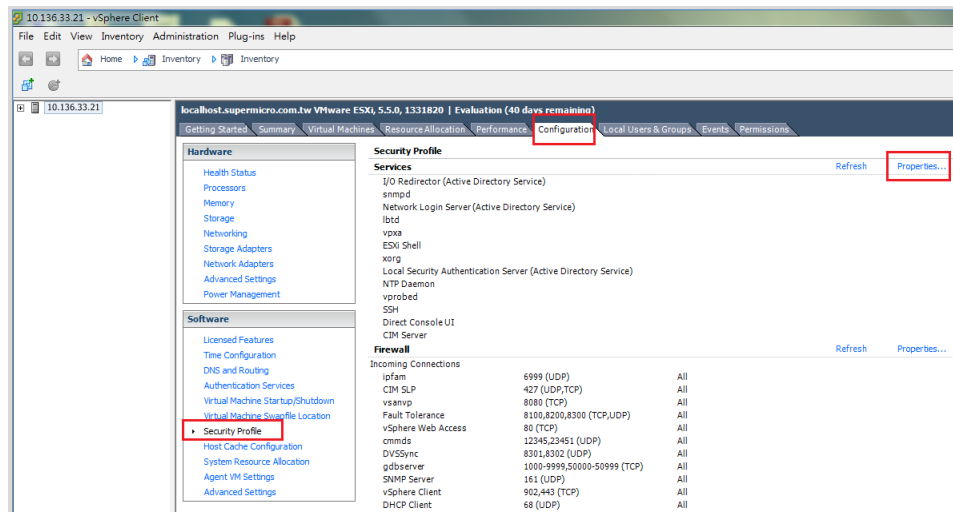 10.136.33.21 - vSphere Client
File Edit View Inventory Administration Plug-ins Help
Home Inventory Inventory
10.136.33.21
localhost.supermicro.com.tw VMware ESXi, 5.5.0, 1331820 | Evaluation (40 days remaining)
Getting Started Summary Virtual Machines Resource Allocation Performance Configuration Local Users & Groups Events Permissions
Hardware
Health Status
Processors
Memory
Storage
Networking
Storage Adapters
Network Adapters
Advanced Settings
Power Management
Software
Licensed Features
Time Configuration
DNS and Routing
Authentication Services
Virtual Machine Startup/Shutdown
Virtual Machine Swapfile Location
Security Profile
Host Cache Configuration
System Resource Allocation
Agent VM Settings
Advanced Settings
Security Profile
Services Refresh Properties...
I/O Redirector (Active Directory Service)
snmpd
Network Login Server (Active Directory Service)
lbtd
vpxa
ESXi Shell
xorg
Local Security Authentication Server (Active Directory Service)
NTP Daemon
vprobed
SSH
Direct Console UI
CIM Server
Firewall Refresh Properties...
Incoming Connections
ipfam 6999 (UDP) All
CIM SLP 427 (UDP,TCP) All
vsanvp 8080 (TCP) All
Fault Tolerance 8100,8200,8300 (TCP,UDP) All
vSphere Web Access 80 (TCP) All
cmmds 12345,23451 (UDP) All
DVSSync 8301,8302 (UDP) All
gdbserver 1000-9999,50000-50999 (TCP) All
SNMP Server 161 (UDP) All
vSphere Client 902,443 (TCP) All
DHCP Client 68 (UDP) All